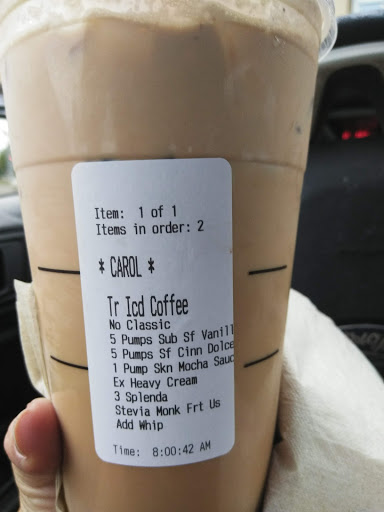 Item: 1 of 1
Items in order: 2
* CAROL *
Tr Icd Coffee
No Classic
5 Pumps Sub Sf Vanill
5 Pumps Sf Cinn Dolce
1 Pump Skn Mocha Sauc
Ex Heavy Cream
3 Splenda
Stevia Monk Frt Us
Add Whip
Time: 8:00:42 AM